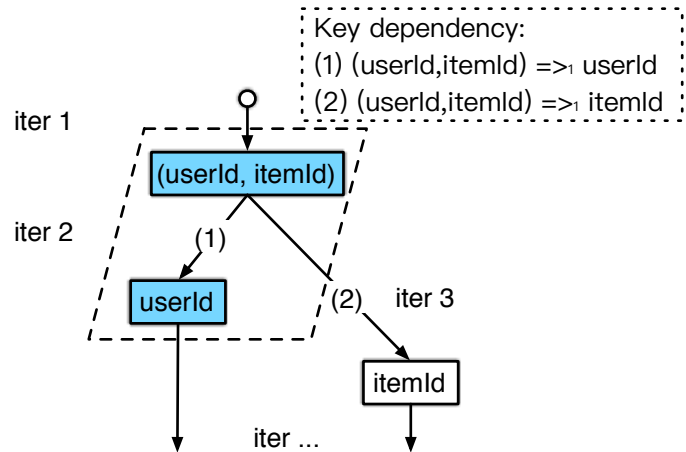 Key dependency:
(1) (userId,itemId) =>₁ userId
(2) (userId,itemId) =>₁ itemId
iter 1
(userId, itemId)
iter 2
(1)
userId
(2)
iter 3
itemId
iter ...